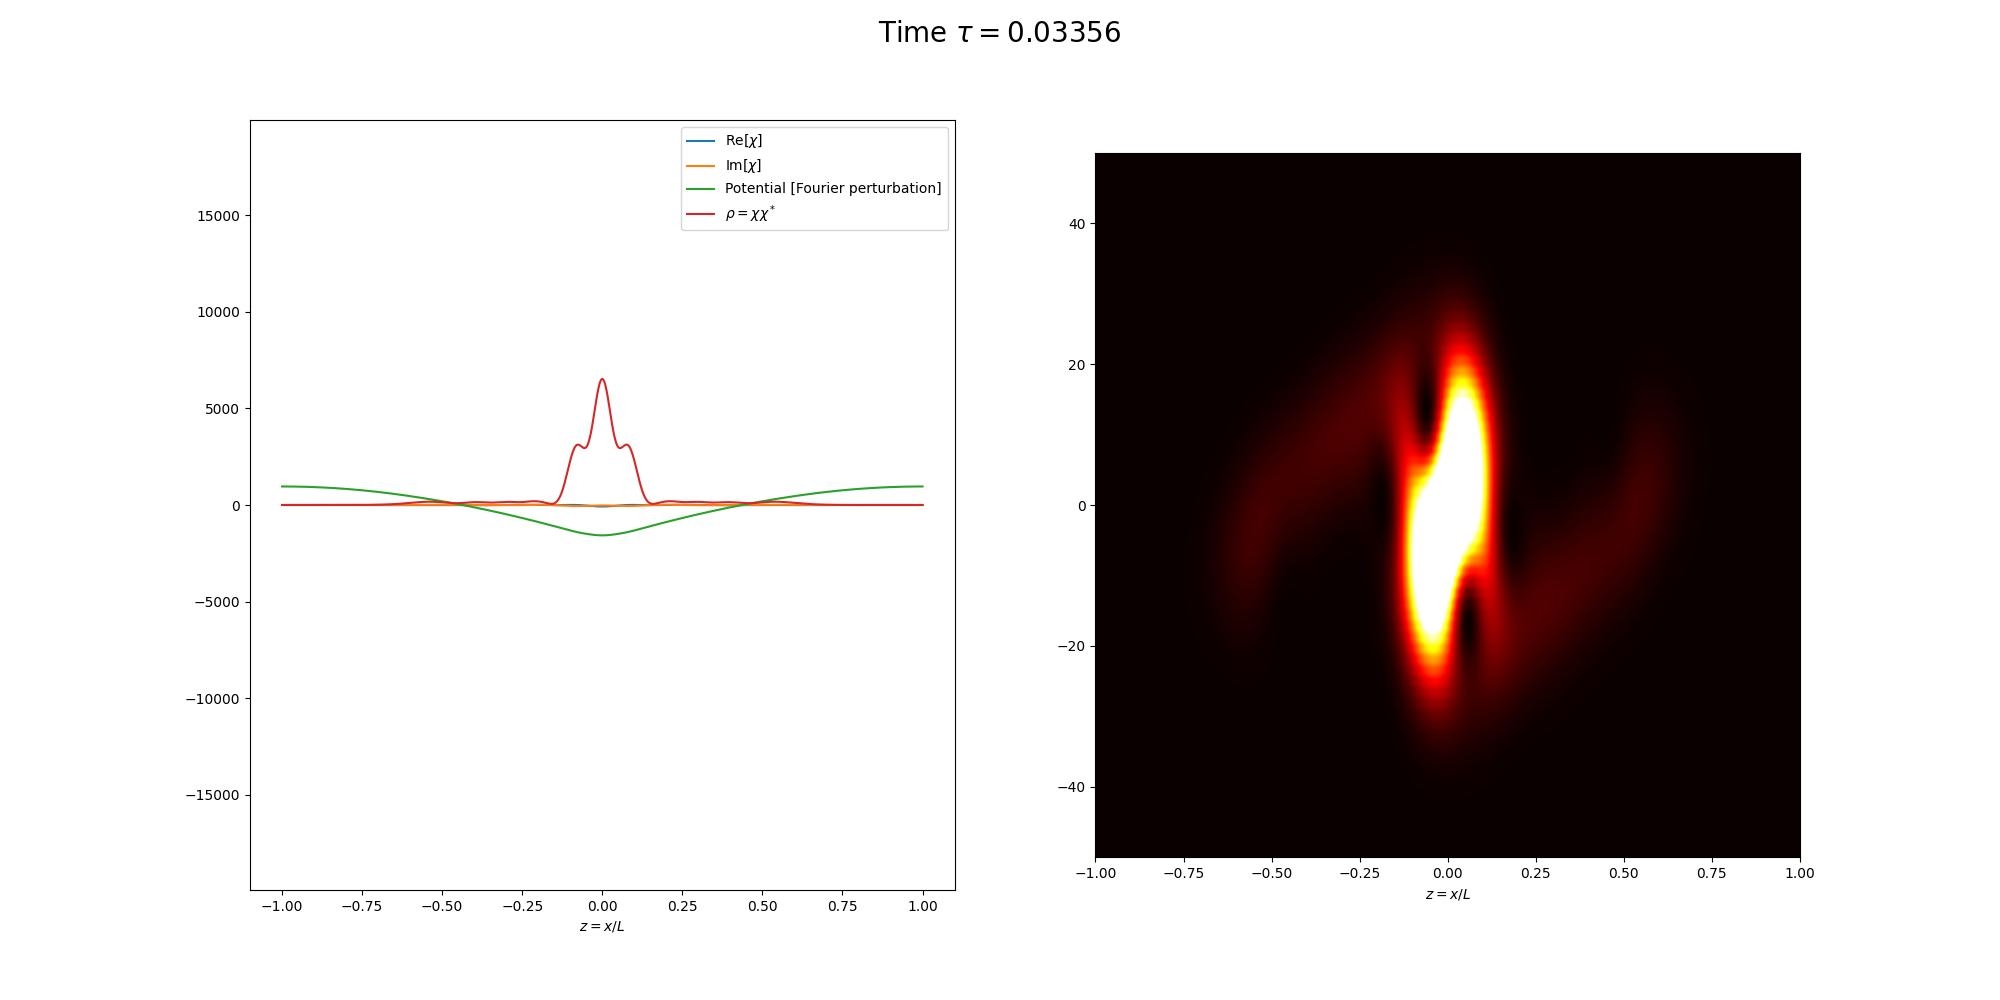 Time τ = 0.03356
Re[χ]
Im[χ]
Potential [Fourier perturbation]
ρ = χχ*
15000
10000
5000
0
−5000
−10000
−15000
−1.00 −0.75 −0.50 −0.25 0.00 0.25 0.50 0.75 1.00
z = x/L
40
20
0
−20
−40
−1.00 −0.75 −0.50 −0.25 0.00 0.25 0.50 0.75 1.00
z = x/L